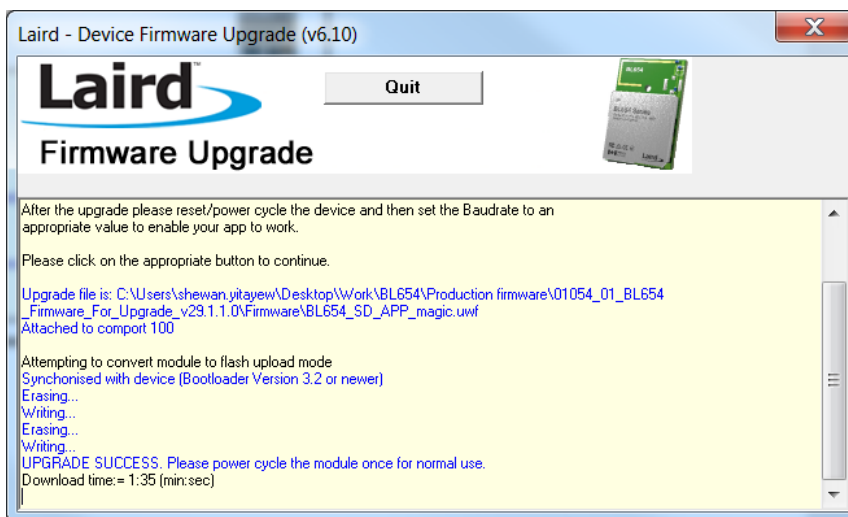 Laird - Device Firmware Upgrade (v6.10)
Laird™
Quit
BL654
Firmware Upgrade
After the upgrade please reset/power cycle the device and then set the Baudrate to an
appropriate value to enable your app to work.
Please click on the appropriate button to continue.
Upgrade file is: C:\Users\shewan.yitayew\Desktop\Work\BL654\Production firmware\01054_01_BL654
_Firmware_For_Upgrade_v29.1.1.0\Firmware\BL654_SD_APP_magic.uwf
Attached to comport 100
Attempting to convert module to flash upload mode
Synchonised with device (Bootloader Version 3.2 or newer)
Erasing...
Writing...
Erasing...
Writing...
UPGRADE SUCCESS. Please power cycle the module once for normal use.
Download time:= 1:35 (min:sec)